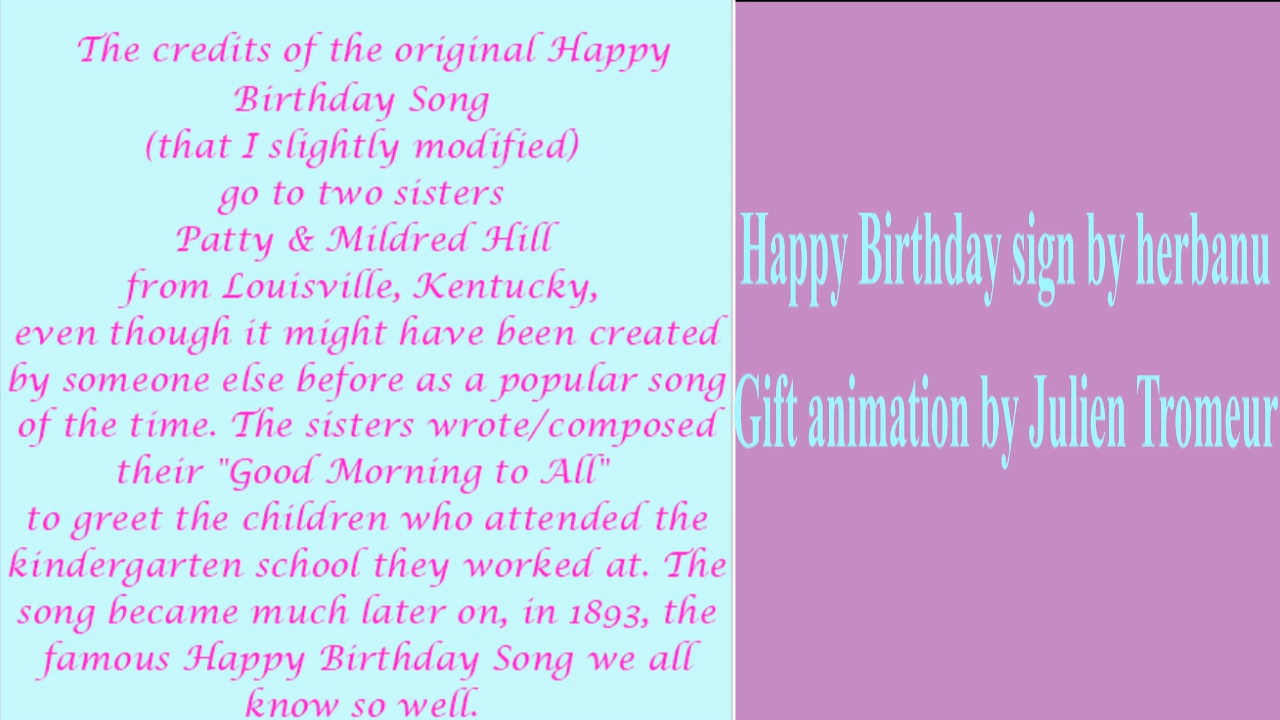 The credits of the original Happy
Birthday Song
(that I slightly modified)
go to two sisters
Patty & Mildred Hill
from Louisville, Kentucky,
even though it might have been created
by someone else before as a popular song
of the time. The sisters wrote/composed
their "Good Morning to All"
to greet the children who attended the
kindergarten school they worked at. The
song became much later on, in 1893, the
famous Happy Birthday Song we all
know so well.
Happy Birthday sign by herbanu
Gift animation by Julien Tromeur